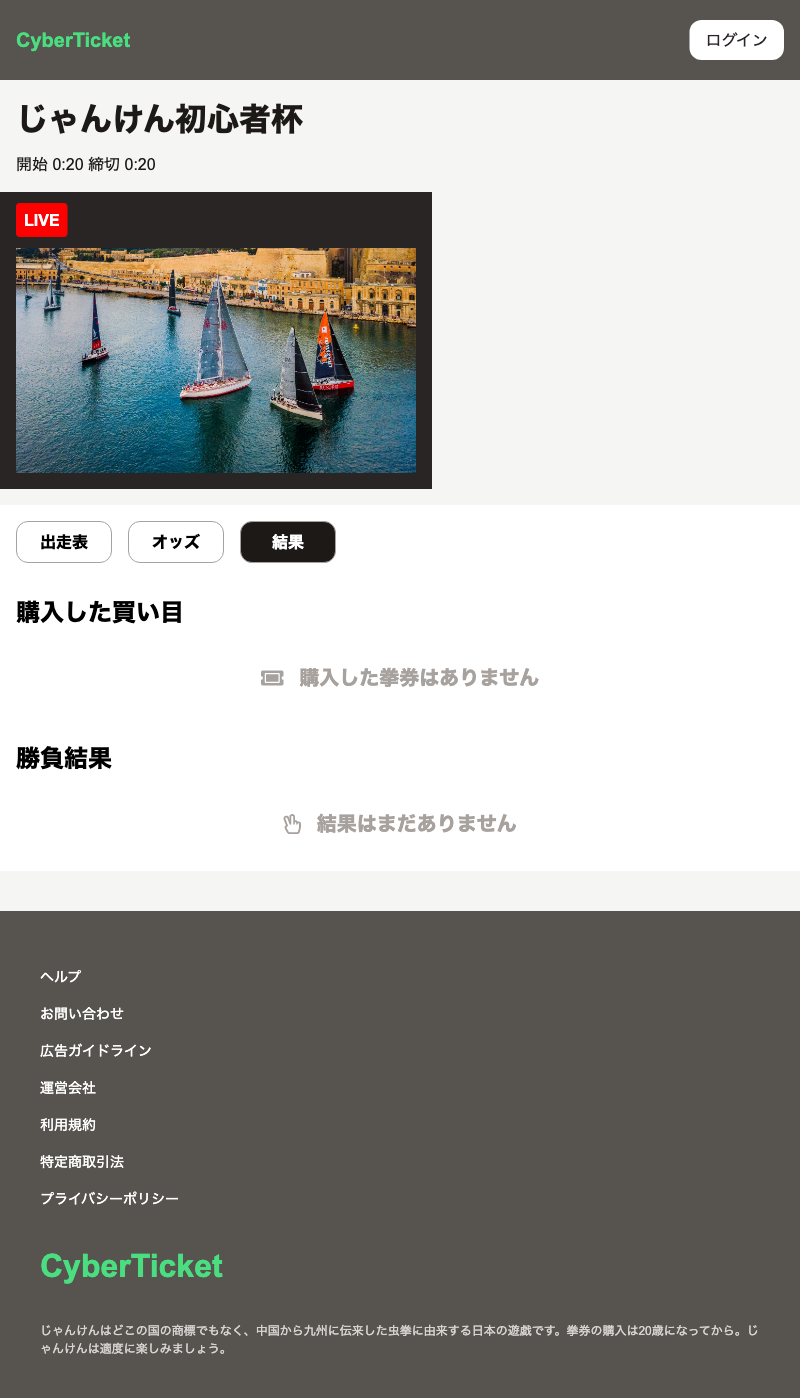 CyberTicket
ログイン
じゃんけん初心者杯
開始 0:20 締切 0:20
LIVE
出走表
オッズ
結果
購入した買い目
購入した拳券はありません
勝負結果
結果はまだありません
ヘルプ
お問い合わせ
広告ガイドライン
運営会社
利用規約
特定商取引法
プライバシーポリシー
CyberTicket
じゃんけんはどこの国の商標でもなく、中国から九州に伝来した虫拳に由来する日本の遊戯です。拳券の購入は20歳になってから。じ
ゃんけんは適度に楽しみましょう。